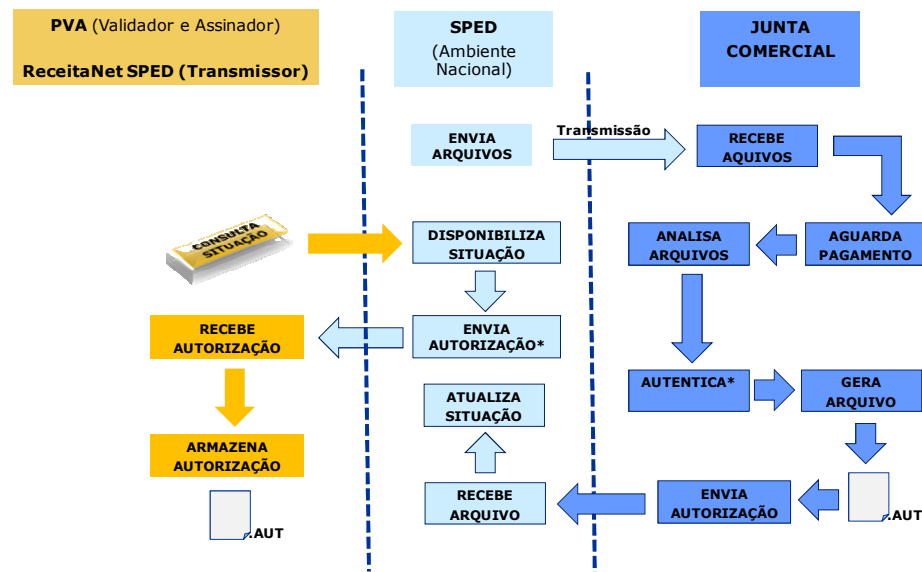 PVA (Validador e Assinador)
ReceitaNet SPED (Transmissor)
SPED
(Ambiente
Nacional)
JUNTA
COMERCIAL
ENVIA
ARQUIVOS
Transmissão
RECEBE
AQUIVOS
CONSULTA
SITUAÇÃO
DISPONIBILIZA
SITUAÇÃO
ANALISA
ARQUIVOS
AGUARDA
PAGAMENTO
RECEBE
AUTORIZAÇÃO
ENVIA
AUTORIZAÇÃO*
AUTENTICA*
GERA
ARQUIVO
ATUALIZA
SITUAÇÃO
ARMAZENA
AUTORIZAÇÃO
RECEBE
ARQUIVO
ENVIA
AUTORIZAÇÃO
.AUT
.AUT